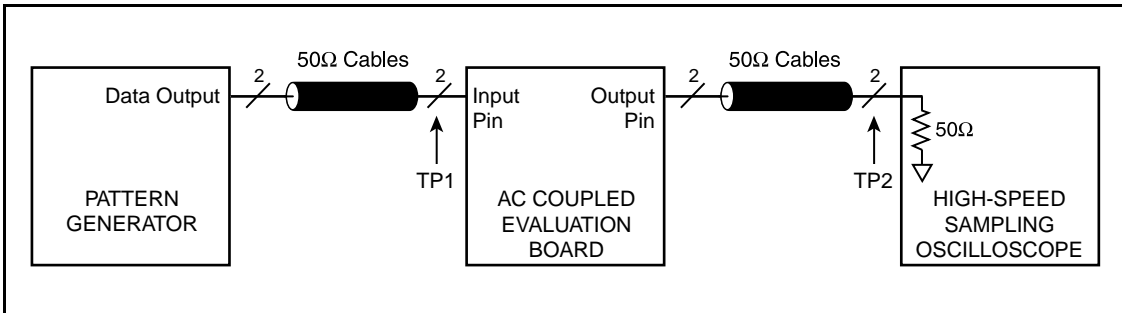 50Ω Cables
50Ω Cables
2
2
2
2
Data Output
Input
Pin
Output
Pin
50Ω
TP1
TP2
PATTERN
GENERATOR
AC COUPLED
EVALUATION
BOARD
HIGH-SPEED
SAMPLING
OSCILLOSCOPE